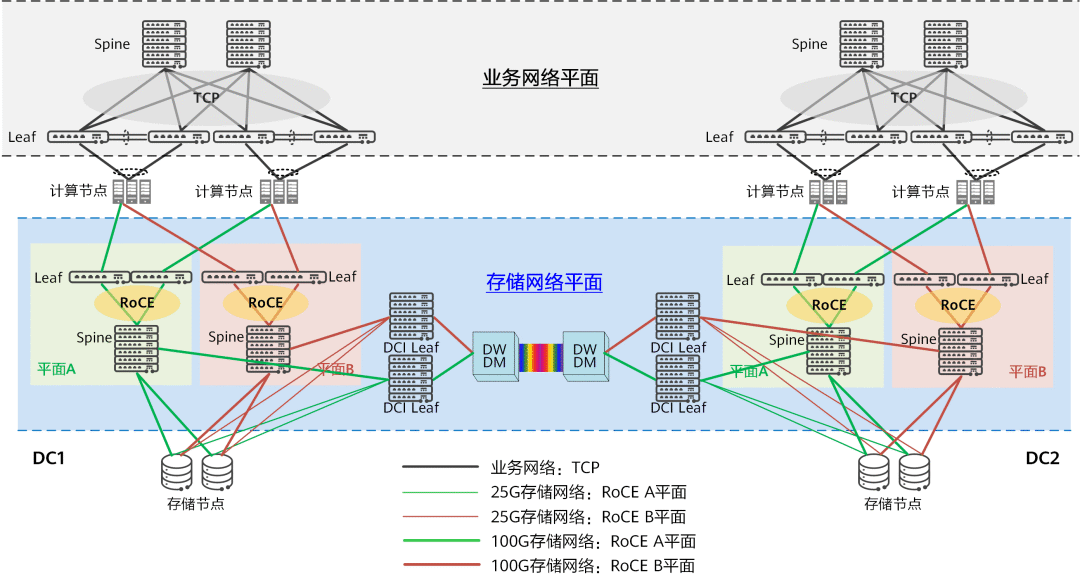 Spine
Spine
业务网络平面
TCP
TCP
Leaf
Leaf
计算节点
计算节点
计算节点
计算节点
Leaf
Leaf
存储网络平面
Leaf
Leaf
RoCE
RoCE
RoCE
RoCE
Spine
Spine
DCI Leaf
DW
DM
DW
DM
DCI Leaf
Spine
Spine
平面A
平面B
平面A
平面B
DCI Leaf
DCI Leaf
DC1
DC2
存储节点
存储节点
业务网络：TCP
25G存储网络：RoCE A平面
25G存储网络：RoCE B平面
100G存储网络：RoCE A平面
100G存储网络：RoCE B平面